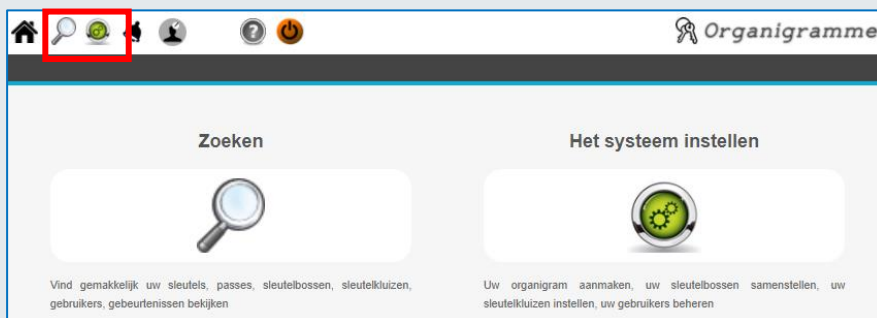 Organigramme
Zoeken
Het systeem instellen
Vind gemakkelijk uw sleutels, passes, sleutelbossen, sleutelkluizen,
gebruikers, gebeurtenissen bekijken
Uw organigram aanmaken, uw sleutelbossen samenstellen, uw
sleutelkluizen instellen, uw gebruikers beheren